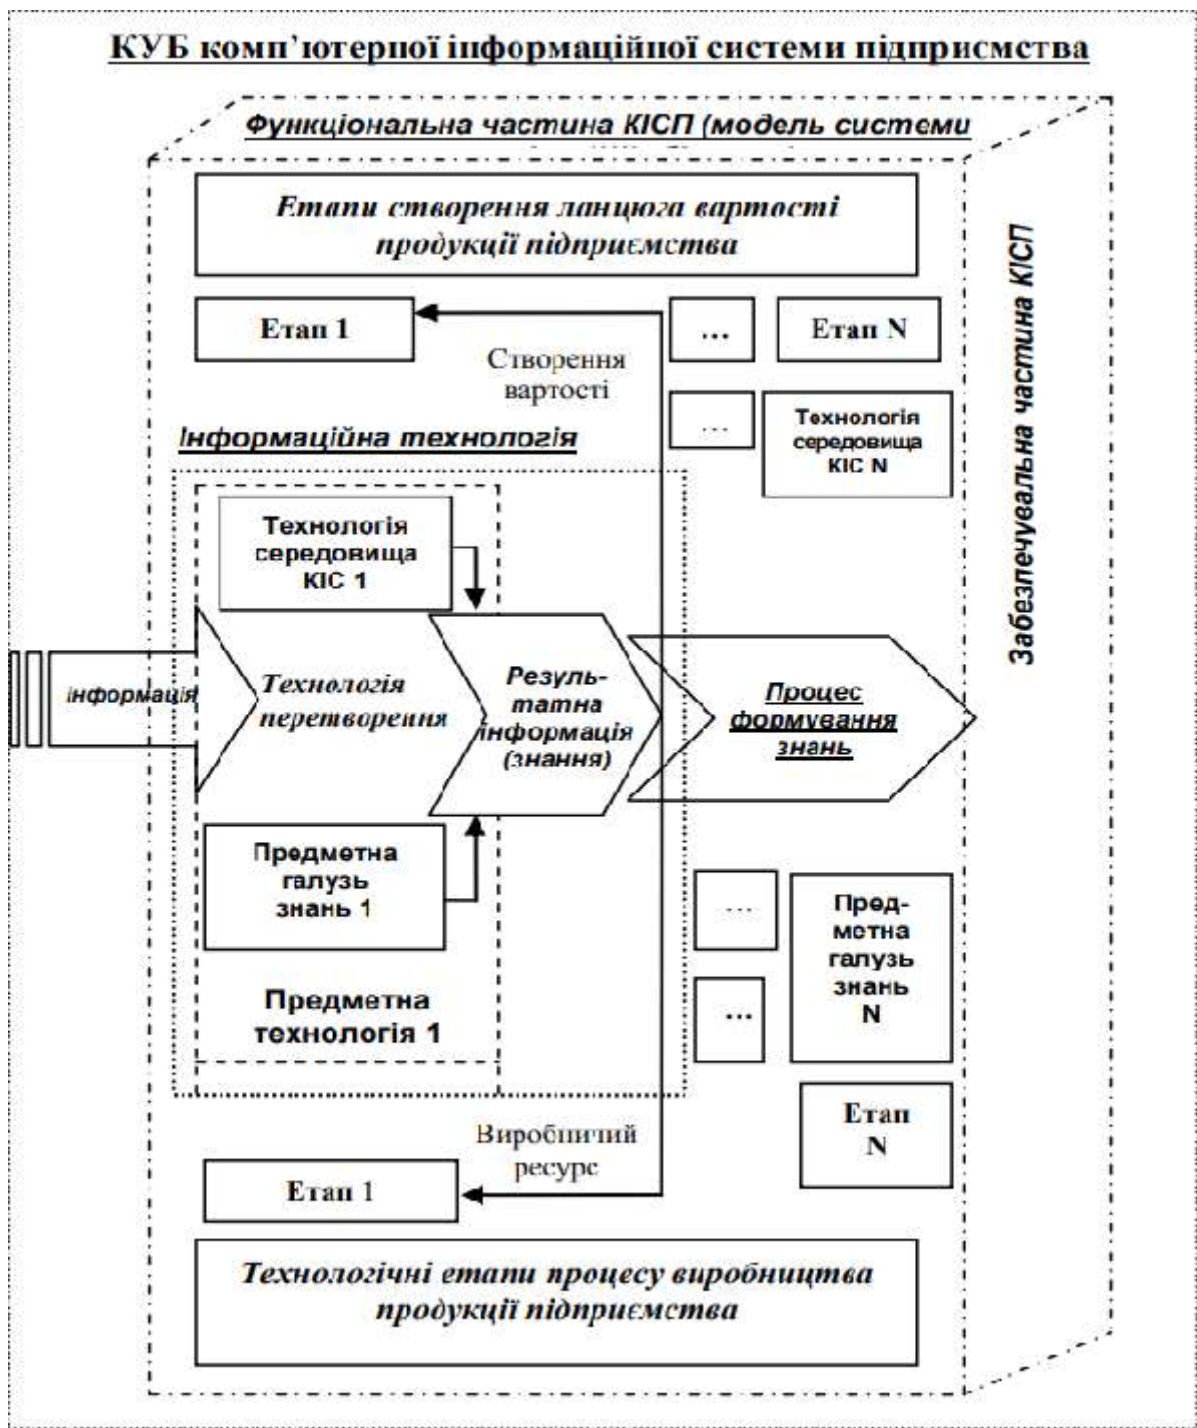 КУБ комп’ютерної інформаційної системи підприємства
Функціональна частина КІСП (модель системи
Етапи створення ланцюга вартості
продукції підприємства
Етап 1
...
Етап N
Створення
вартості
...
Технологія
середовища
КІС N
Забезпечувальна частина КІСП
Інформаційна технологія
Технологія
середовища
КІС 1
інформація
Технологія
перетворення
Резуль-
татна
інформація
(знання)
Процес
формування
знань
Предметна
галузь
знань 1
...
Пред-
метна
галузь
знань
N
Предметна
технологія 1
...
Етап
N
Виробничий
ресурс
Етап 1
Технологічні етапи процесу виробництва
продукції підприємства